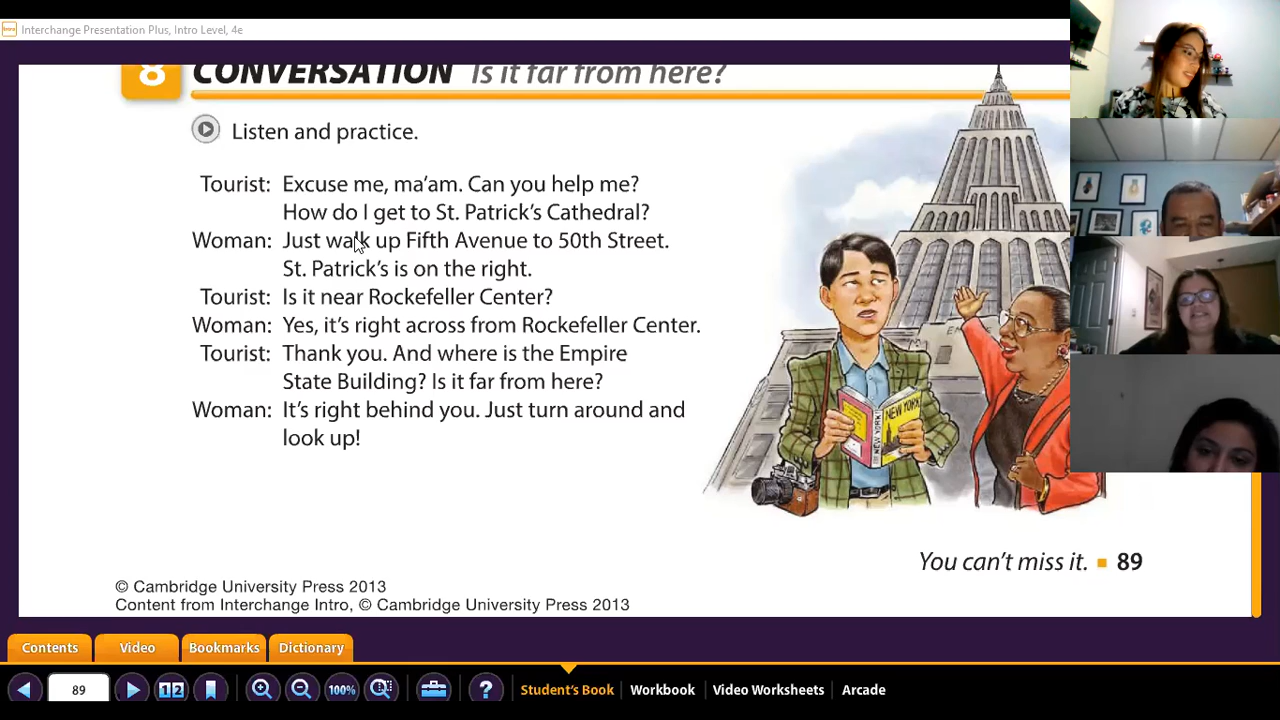 Interchange Presentation Plus, Intro Level, 4e
8 CONVERSATION Is it far from here?
Listen and practice.
Tourist: Excuse me, ma'am. Can you help me?
How do I get to St. Patrick's Cathedral?
Woman: Just walk up Fifth Avenue to 50th Street.
St. Patrick's is on the right.
Tourist: Is it near Rockefeller Center?
Woman: Yes, it's right across from Rockefeller Center.
Tourist: Thank you. And where is the Empire
State Building? Is it far from here?
Woman: It's right behind you. Just turn around and
look up!
NEW YORK
NEW YORK
You can't miss it. ■ 89
© Cambridge University Press 2013
Content from Interchange Intro, © Cambridge University Press 2013
Contents Video Bookmarks Dictionary
89 1 2 100% ? Student's Book Workbook Video Worksheets Arcade